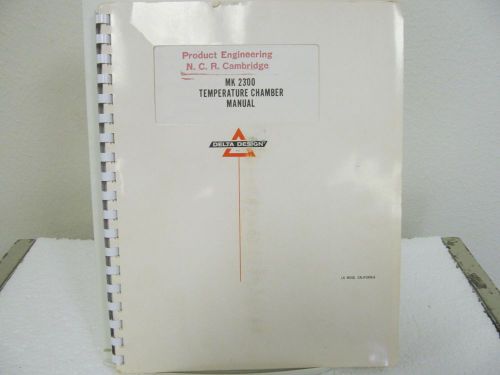 Product Engineering
N. C. R. Cambridge
MK 2300
TEMPERATURE CHAMBER
MANUAL
DELTA DESIGN
LA MESA, CALIFORNIA